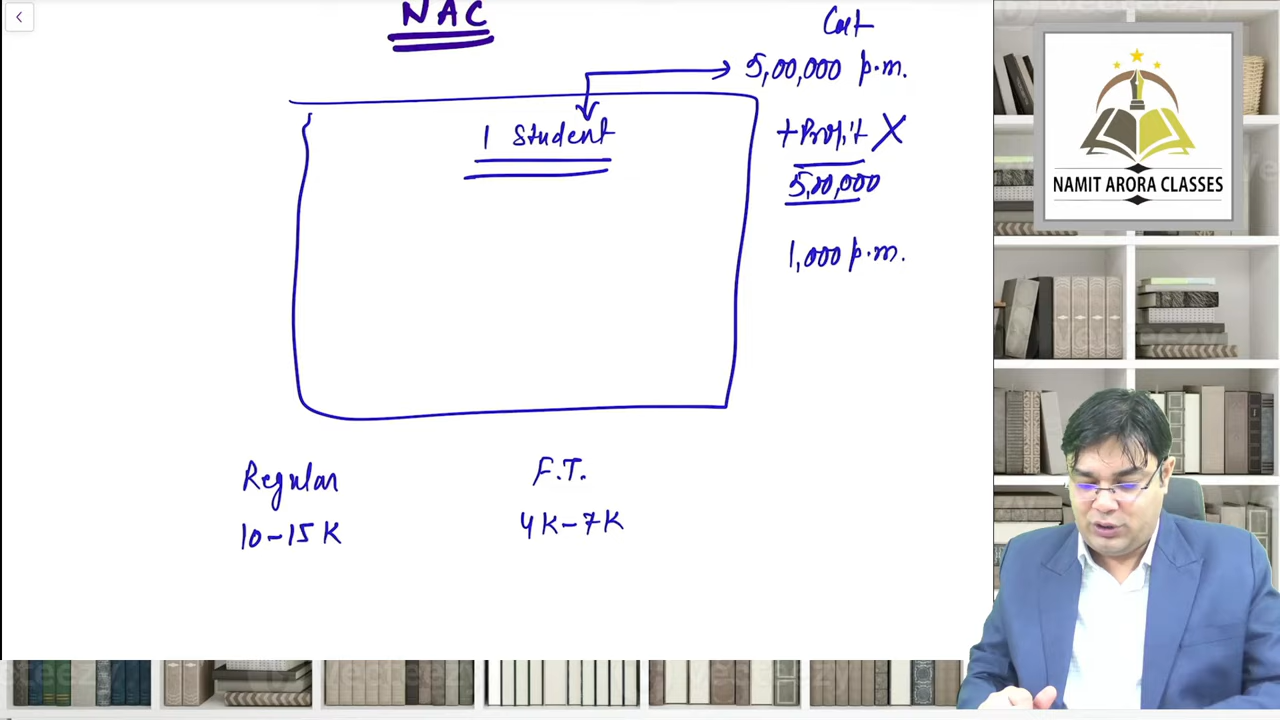 NAC
Cost
5,00,000 p.m.
1 Student
+Profit X
5,00,000
1,000 p.m.
Regular
F.T.
10-15 K
4K-7K
NAMIT ARORA CLASSES